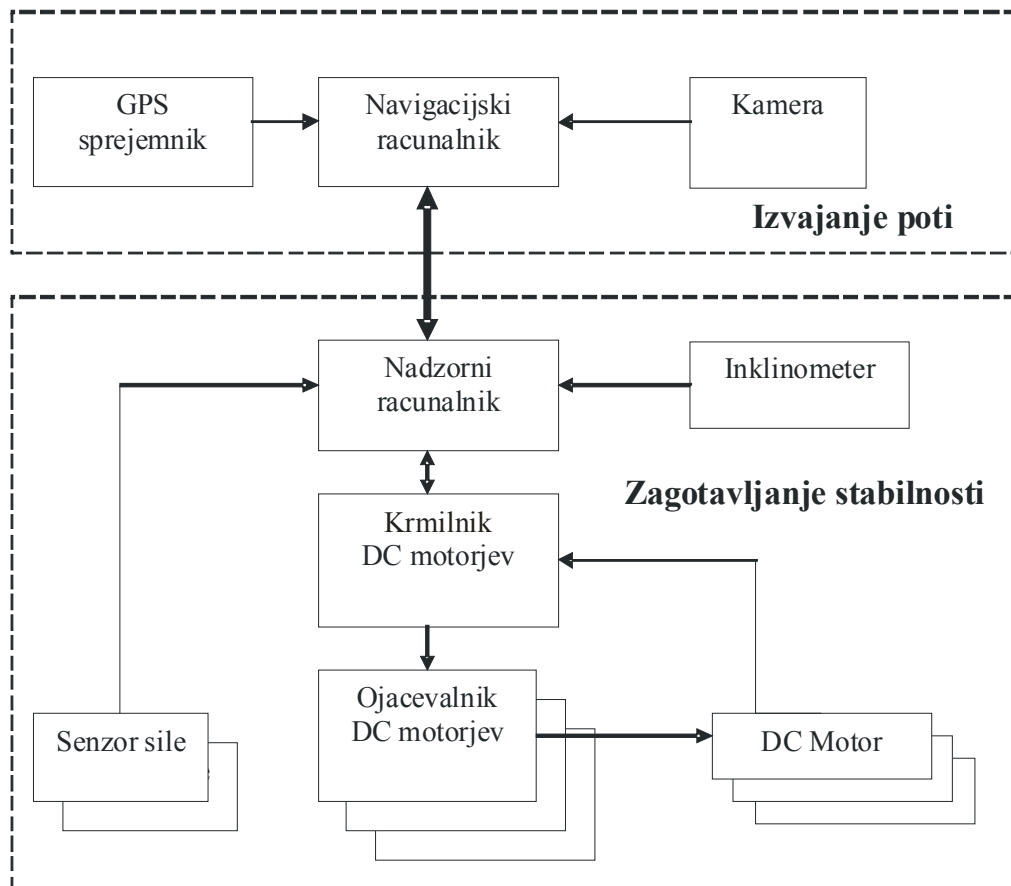 GPS
sprejemnik
Navigacijski
racunalnik
Kamera
Izvajanje poti
Nadzorni
racunalnik
Inklinometer
Zagotavljanje stabilnosti
Krmilnik
DC motorjev
Ojacevalnik
DC motorjev
Senzor sile
DC Motor